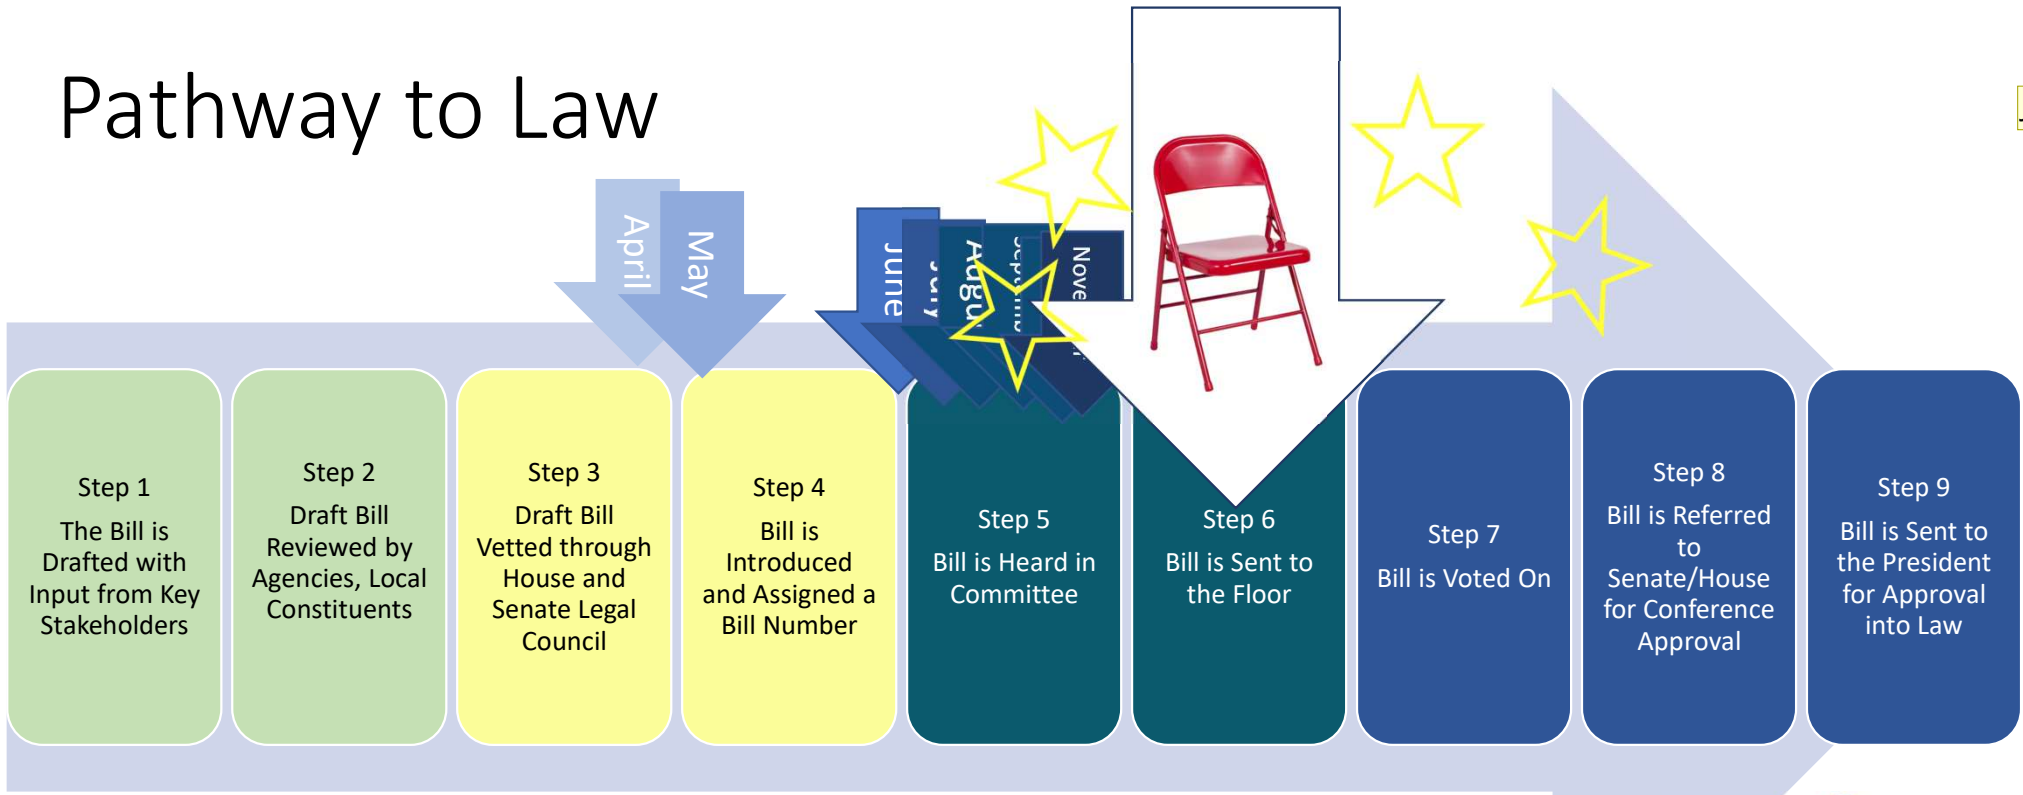 Pathway to Law
April
May
June
Step 1
The Bill is
Drafted with
Input from Key
Stakeholders
Step 2
Draft Bill
Reviewed by
Agencies, Local
Constituents
Step 3
Draft Bill
Vetted through
House and
Senate Legal
Council
Step 4
Bill is
Introduced
and Assigned a
Bill Number
Step 5
Bill is Heard in
Committee
Step 6
Bill is Sent to
the Floor
Step 7
Bill is Voted On
Step 8
Bill is Referred
to
Senate/House
for Conference
Approval
Step 9
Bill is Sent to
the President
for Approval
into Law